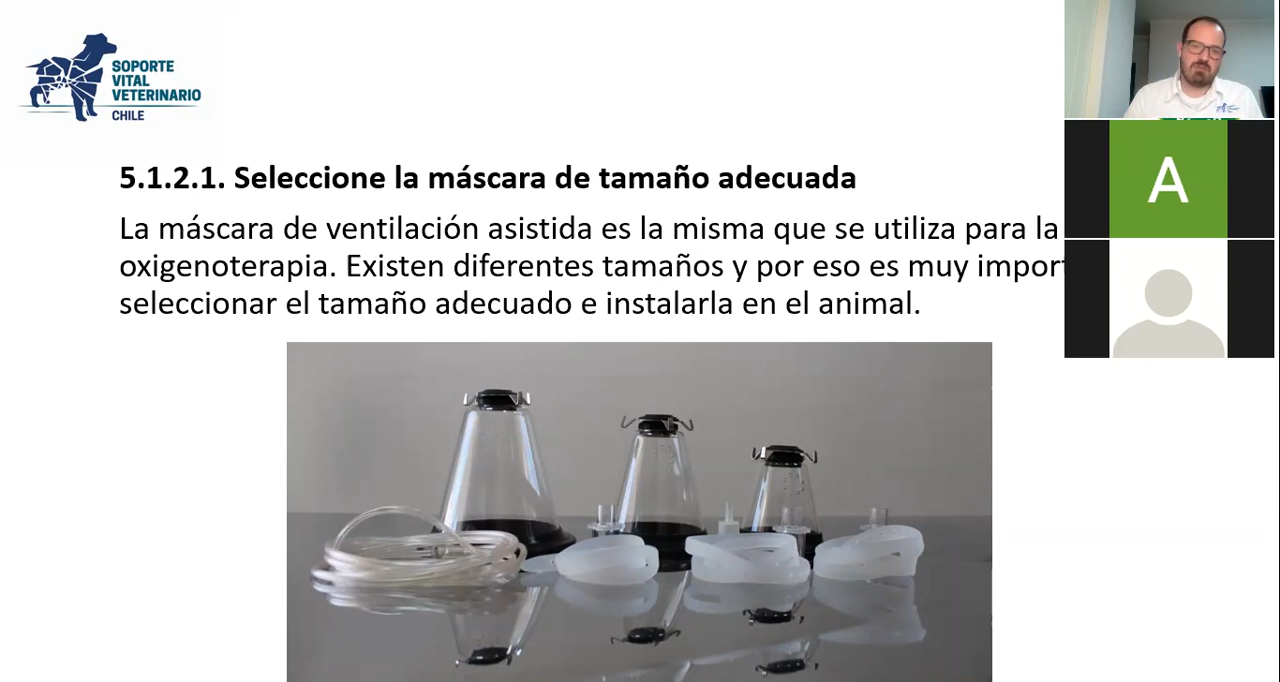 SOPORTE
VITAL
VETERINARIO
CHILE
5.1.2.1. Seleccione la máscara de tamaño adecuada
La máscara de ventilación asistida es la misma que se utiliza para la
oxigenoterapia. Existen diferentes tamaños y por eso es muy
seleccionar el tamaño adecuado e instalarla en el animal.
A